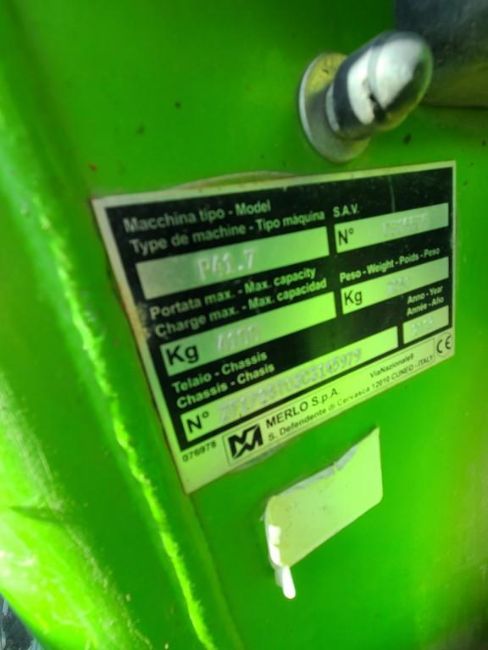 Macchina tipo - Model
Type de machine - Tipo màquina
S.A.V.
P41.7
N°
Portata max. - Max. capacity
Charge max. - Max. capacidad
Peso - Weight - Poids - Peso
Kg
Kg
Telaio - Chassis
Chassis - Chasis
Anno - Year
Année - Año
N°
MERLO S.p.A.
S. Defendente di Cervasca 12010 CUNEO - ITALY
CE
076978